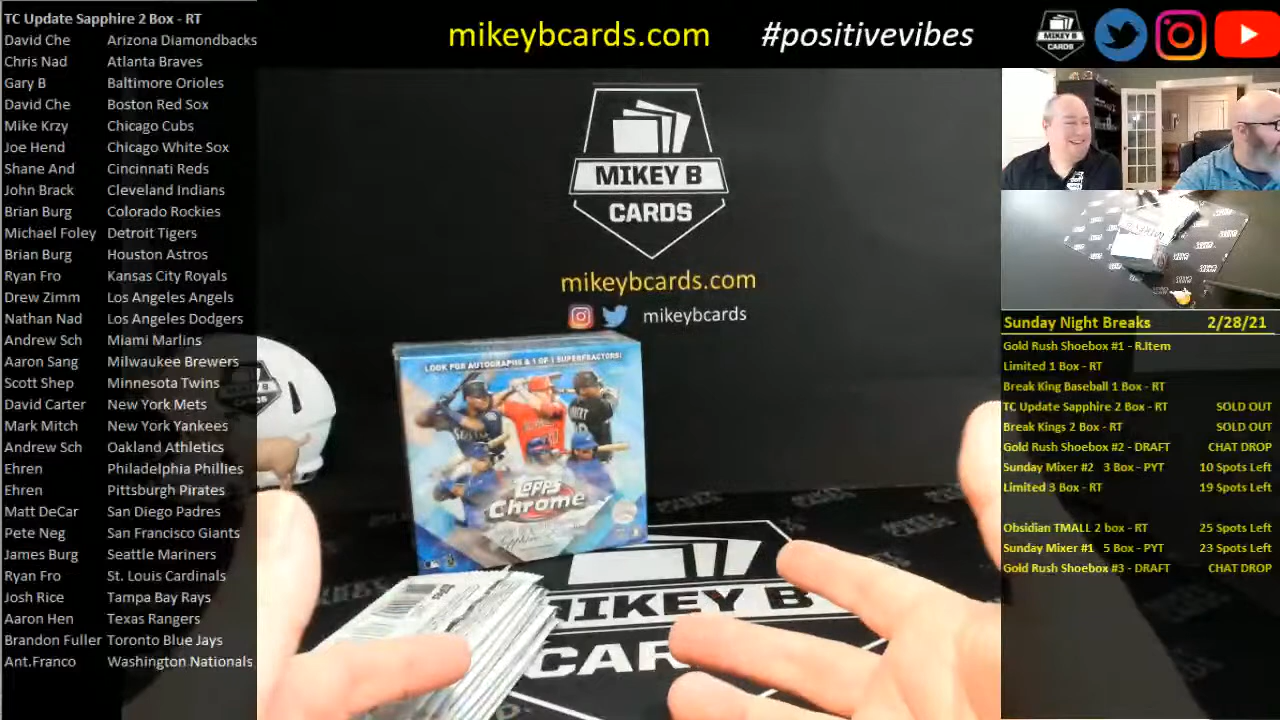 TC Update Sapphire 2 Box - RT
David Che Arizona Diamondbacks
Chris Nad Atlanta Braves
Gary B Baltimore Orioles
David Che Boston Red Sox
Mike Krzy Chicago Cubs
Joe Hend Chicago White Sox
Shane And Cincinnati Reds
John Brack Cleveland Indians
Brian Burg Colorado Rockies
Michael Foley Detroit Tigers
Brian Burg Houston Astros
Ryan Fro Kansas City Royals
Drew Zimm Los Angeles Angels
Nathan Nad Los Angeles Dodgers
Andrew Sch Miami Marlins
Aaron Sang Milwaukee Brewers
Scott Shep Minnesota Twins
David Carter New York Mets
Mark Mitch New York Yankees
Andrew Sch Oakland Athletics
Ehren Philadelphia Phillies
Ehren Pittsburgh Pirates
Matt DeCar San Diego Padres
Pete Neg San Francisco Giants
James Burg Seattle Mariners
Ryan Fro St. Louis Cardinals
Josh Rice Tampa Bay Rays
Aaron Hen Texas Rangers
Brandon Fuller Toronto Blue Jays
Ant.Franco Washington Nationals
mikeybcards.com #positivevibes
MIKEY B
CARDS
MIKEY B
CARDS
mikeybcards.com
mikeybcards
LOOK FOR AUTOGRAPHS & 1 OF 1 SUPERFRACTORS!
Topps
Chrome
MIKEY B
CAR
Sunday Night Breaks 2/28/21
Gold Rush Shoebox #1 - R.Item
Limited 1 Box - RT
Break King Baseball 1 Box - RT
TC Update Sapphire 2 Box - RT SOLD OUT
Break Kings 2 Box - RT SOLD OUT
Gold Rush Shoebox #2 - DRAFT CHAT DROP
Sunday Mixer #2 3 Box - PYT 10 Spots Left
Limited 3 Box - RT 19 Spots Left
Obsidian TMALL 2 box - RT 25 Spots Left
Sunday Mixer #1 5 Box - PYT 23 Spots Left
Gold Rush Shoebox #3 - DRAFT CHAT DROP